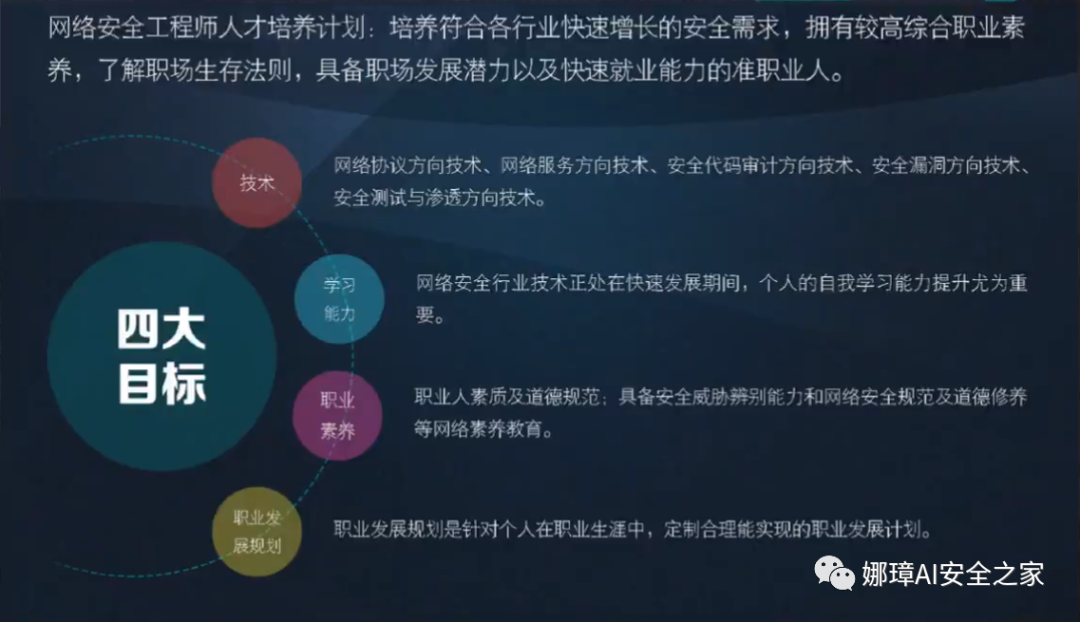 网络安全工程师人才培养计划：培养符合各行业快速增长的安全需求，拥有较高综合职业素
养，了解职场生存法则，具备职场发展潜力以及快速就业能力的准职业人。
技术
网络协议方向技术、网络服务方向技术、安全代码审计方向技术、安全漏洞方向技术、
安全测试与渗透方向技术。
四大
目标
学习
能力
网络安全行业技术正处在快速发展期间，个人的自我学习能力提升尤为重
要。
职业
素养
职业人素质及道德规范；具备安全威胁辨别能力和网络安全规范及道德修养
等网络素养教育。
职业发
展规划
职业发展规划是针对个人在职业生涯中，定制合理能实现的职业发展计划。
娜璋AI安全之家